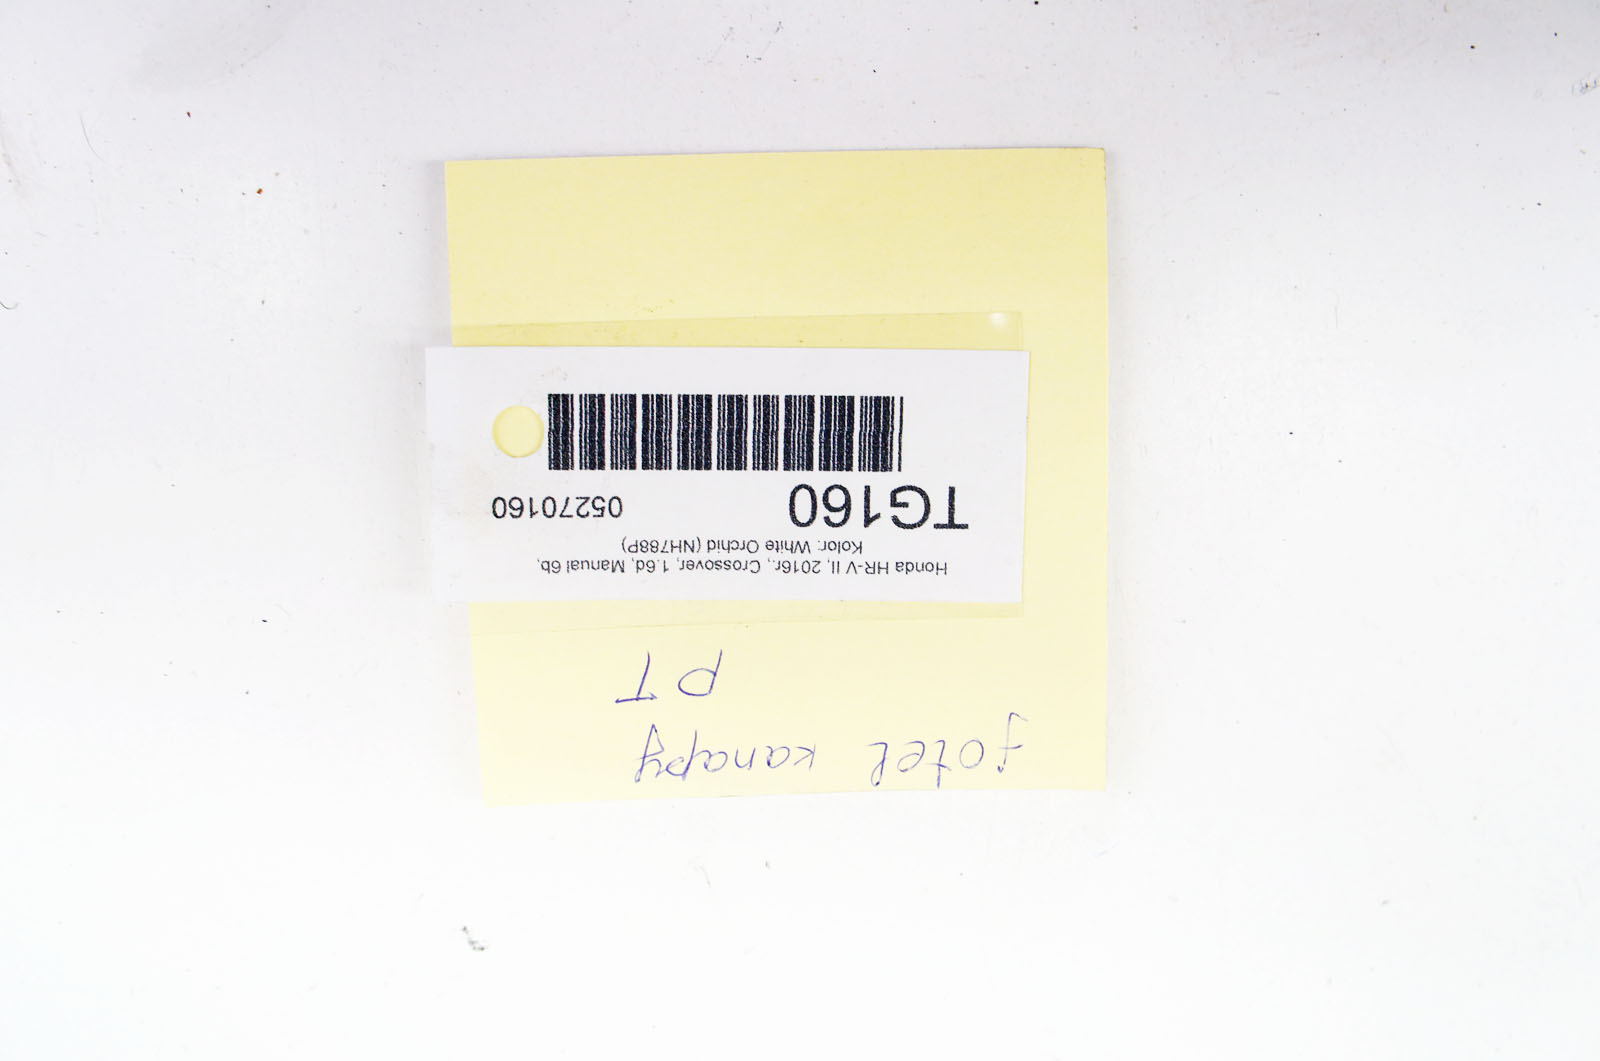 fotel kanapy
PT
Honda HR-V II, 2016r., Crossover, 1.6d, Manual 6b,
Kolor: White Orchid (NH788P)
TG160 05270160